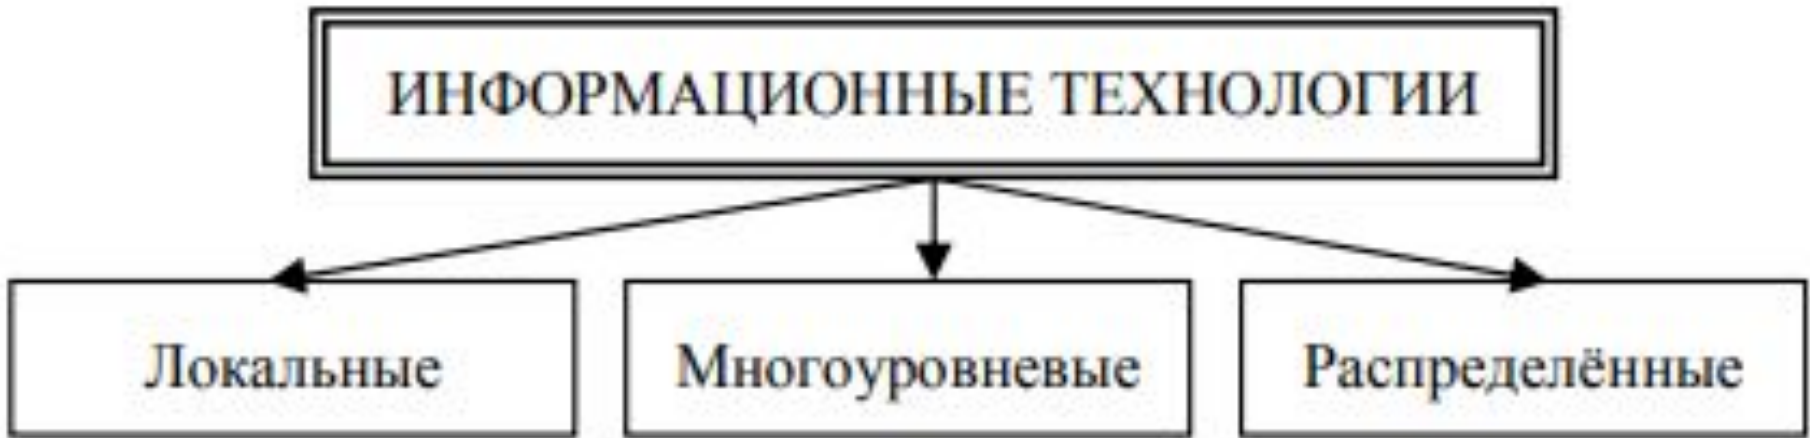 ИНФОРМАЦИОННЫЕ ТЕХНОЛОГИИ
Локальные
Многоуровневые
Распределённые